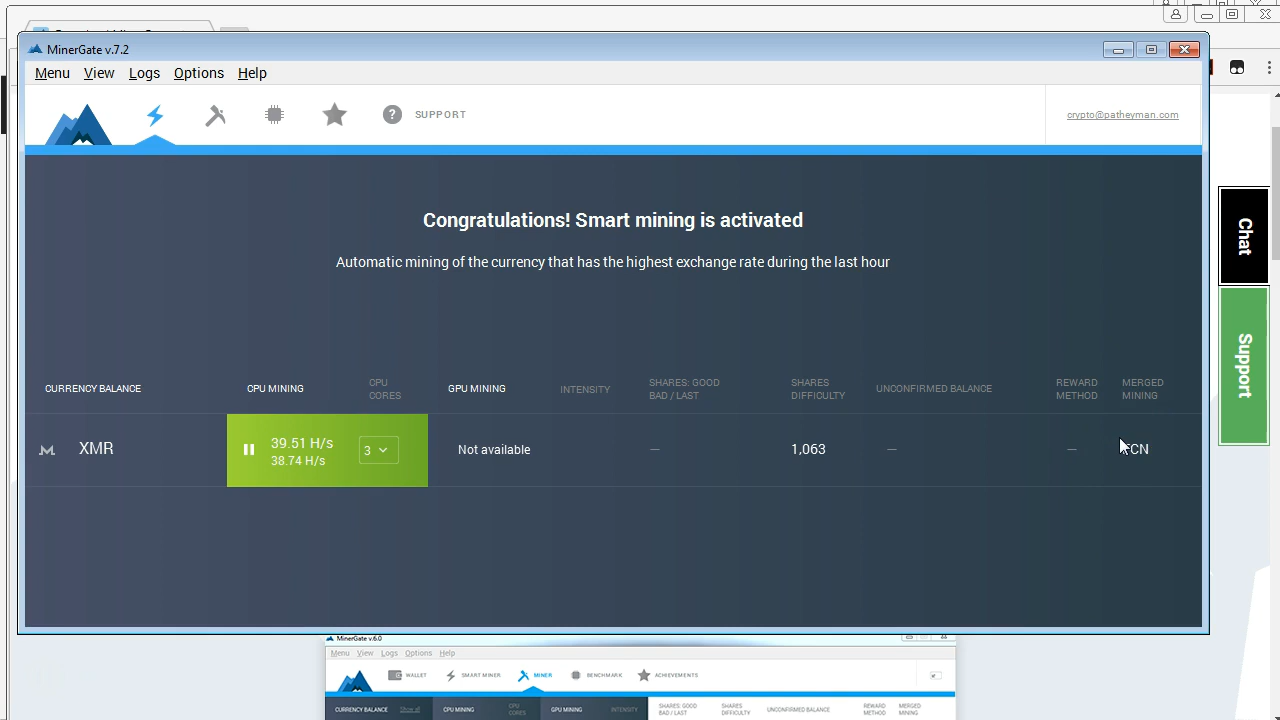 MinerGate v.7.2
Menu View Logs Options Help
SUPPORT
crypto@patheyman.com
Chat
Support
Congratulations! Smart mining is activated
Automatic mining of the currency that has the highest exchange rate during the last hour
CURRENCY BALANCE CPU MINING CPU CORES GPU MINING INTENSITY SHARES: GOOD BAD / LAST SHARES DIFFICULTY UNCONFIRMED BALANCE REWARD METHOD MERGED MINING
XMR 39.51 H/s 3 Not available — 1,063 — — FCN
38.74 H/s
MinerGate v.6.0
Menu View Logs Options Help
WALLET SMART MINER MINER BENCHMARK ACHIEVEMENTS
CURRENCY BALANCE Show all CPU MINING CPU CORES GPU MINING INTENSITY SHARES: GOOD BAD / LAST SHARES DIFFICULTY UNCONFIRMED BALANCE REWARD METHOD MERGED MINING